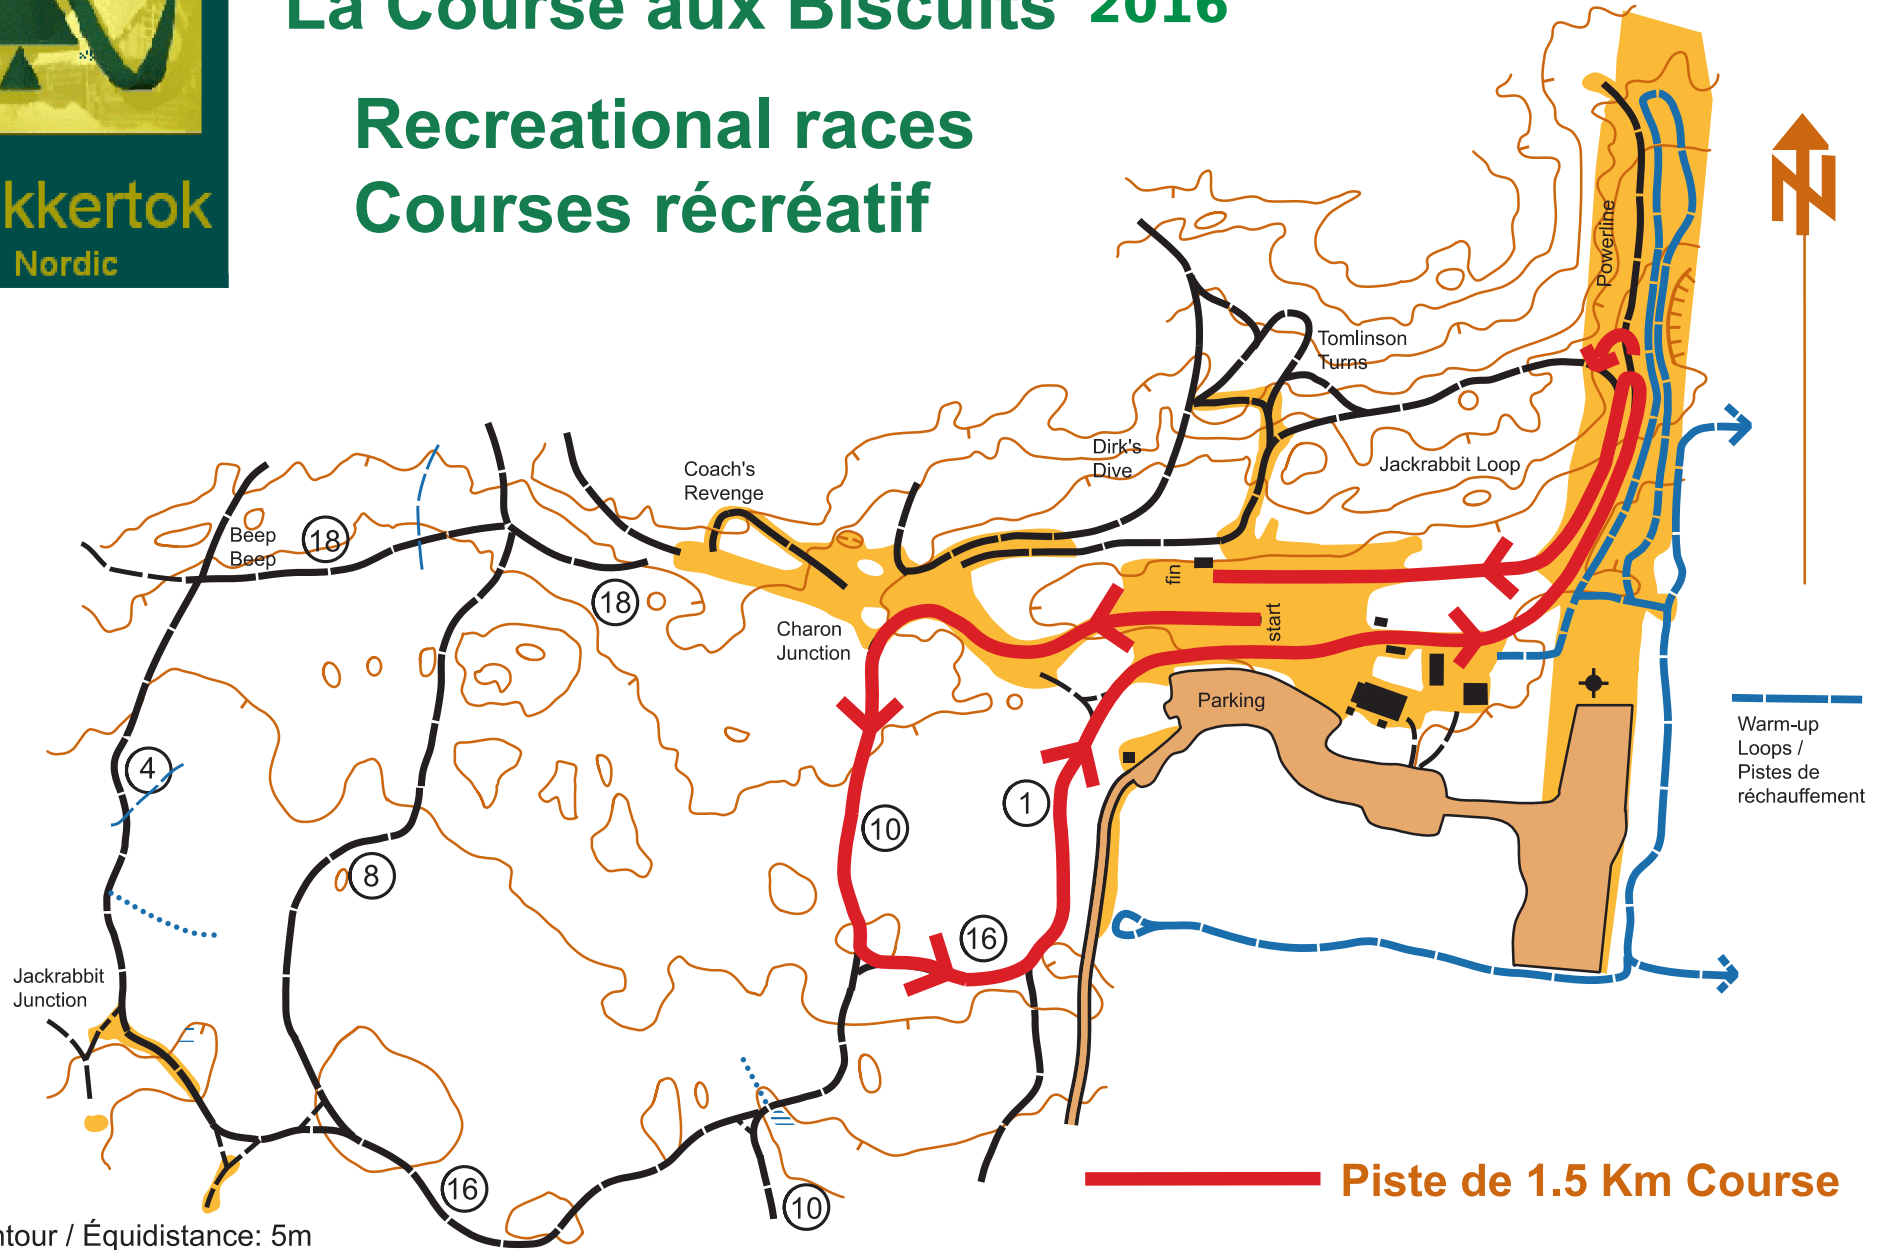 La Course aux Biscuits 2016
Recreational races
Courses récréatif
kkertok
Nordic
Powerline
Tomlinson
Turns
Dirk's
Dive
Jackrabbit Loop
Coach's
Revenge
Beep
Beep
18
18
fin
start
Charon
Junction
Parking
Warm-up
Loops /
Pistes de
réchauffement
4
10
1
8
16
Jackrabbit
Junction
16
10
Piste de 1.5 Km Course
ntour / Équidistance: 5m